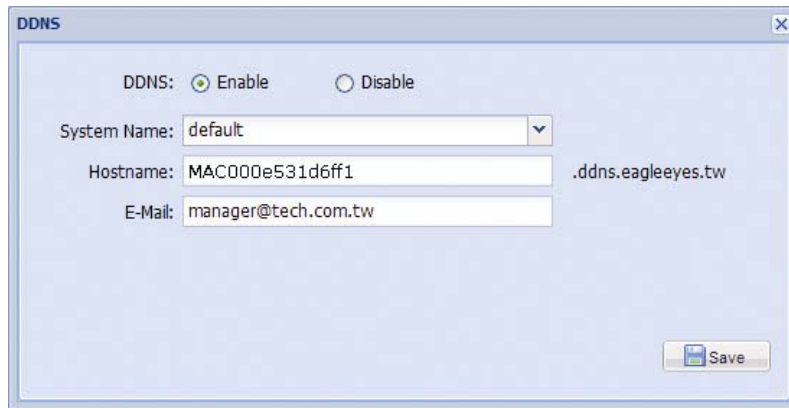 DDNS
DDNS: Enable Disable
System Name: default
Hostname: MAC000e531d6ff1 .ddns.eagleeyes.tw
E-Mail: manager@tech.com.tw
Save